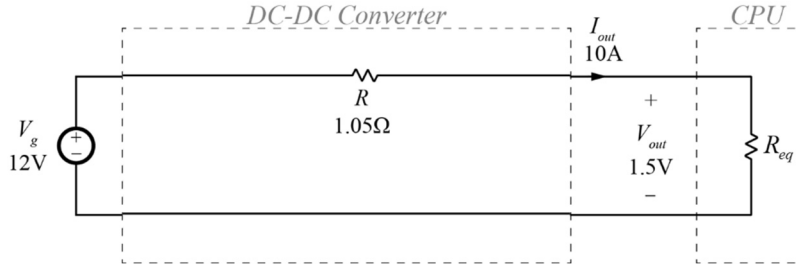 DC-DC Converter
CPU
Iout
10A
R
1.05Ω
Vg
12V
+
−
+
Vout
1.5V
−
Req